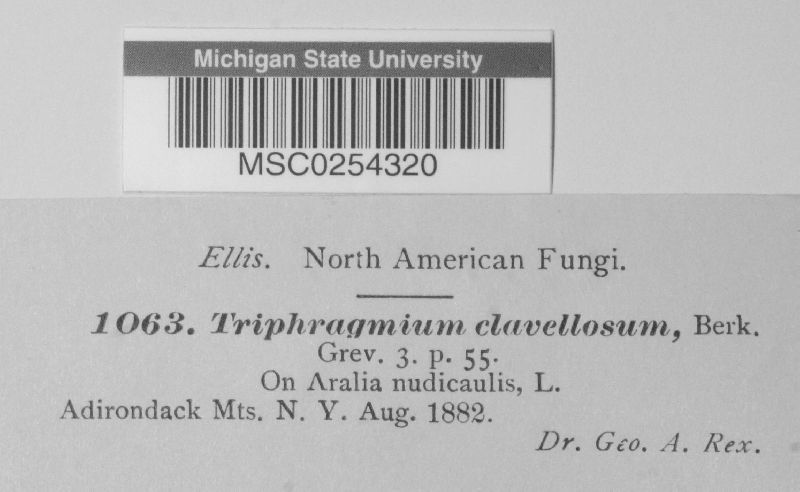 Michigan State University
MSC0254320
Ellis. North American Fungi.
1063. Triphragmium clavellosum, Berk.
Grev. 3. p. 55.
On Aralia nudicaulis, L.
Adirondack Mts. N. Y. Aug. 1882.
Dr. Geo. A. Rex.